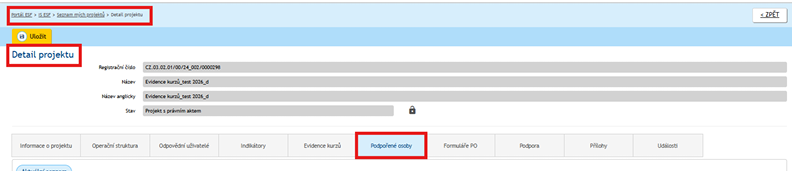 Portál ESF » IS ESF » Seznam mých projektů » Detail projektu
< ZPĚT
Uložit
Detail projektu
Registrační číslo CZ.03.02.01/00/24_002/0000298
Název Evidence kurzů_test 2026_d
Název anglicky Evidence kurzů_test 2026_d
Stav Projekt s právním aktem
Informace o projektu Operační struktura Odpovědní uživatelé Indikátory Evidence kurzů Podpořené osoby Formuláře PO Podpora Přílohy Události